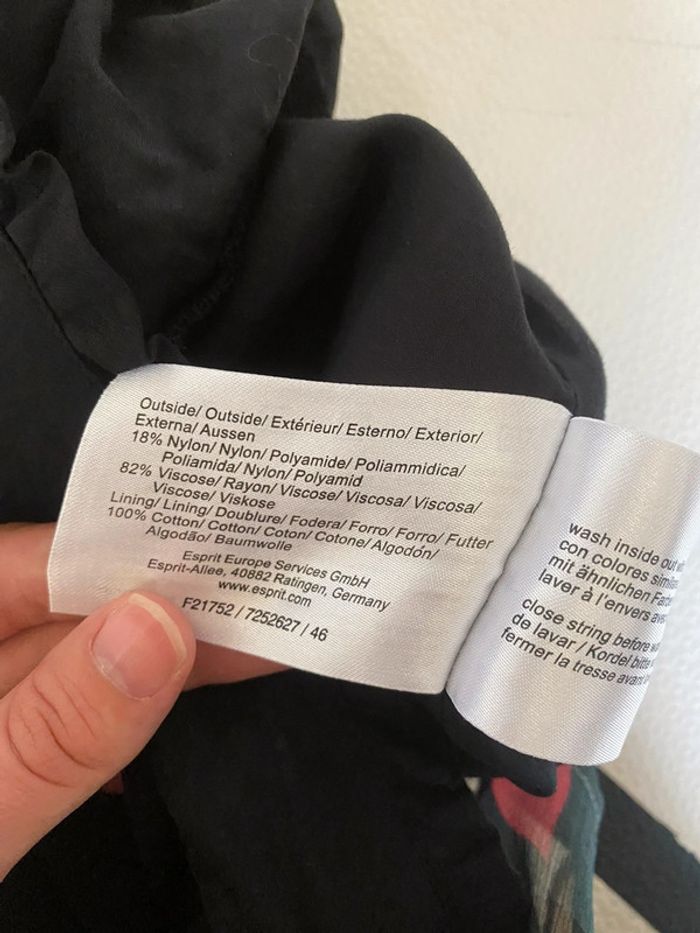 Outside/ Outside/ Extérieur/ Esterno/ Exterior/
Externa/ Aussen
18% Nylon/ Nylon/ Polyamide/ Poliammidica/
Poliamida/ Nylon/ Polyamid
82% Viscose/ Rayon/ Viscose/ Viscosa/ Viscosa/
Viscose/ Viskose
Lining/ Lining/ Doublure/ Fodera/ Forro/ Forro/ Futter
100% Cotton/ Cotton/ Coton/ Cotone/ Algodón/
Algodão/ Baumwolle
Esprit Europe Services GmbH
Esprit-Allee, 40882 Ratingen, Germany
www.esprit.com
F21752 / 7252627 / 46
wash inside out
con colores
mit ähnlichen
laver à l'envers
close string before
de lavar / Kordel bitte
fermer la tresse avant